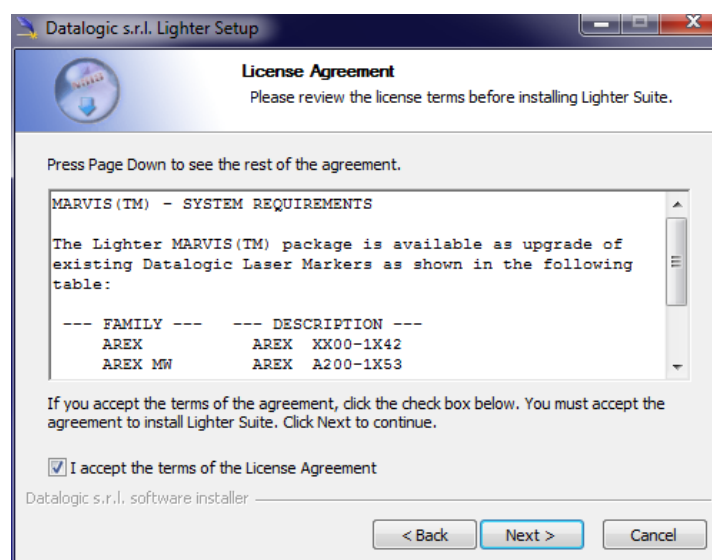 Datalogic s.r.l. Lighter Setup
License Agreement
Please review the license terms before installing Lighter Suite.
Press Page Down to see the rest of the agreement.
MARVIS(TM) - SYSTEM REQUIREMENTS
The Lighter MARVIS(TM) package is available as upgrade of
existing Datalogic Laser Markers as shown in the following
table:
--- FAMILY --- --- DESCRIPTION ---
AREX AREX XX00-1X42
AREX MW AREX A200-1X53
If you accept the terms of the agreement, click the check box below. You must accept the
agreement to install Lighter Suite. Click Next to continue.
I accept the terms of the License Agreement
Datalogic s.r.l. software installer
< Back Next > Cancel